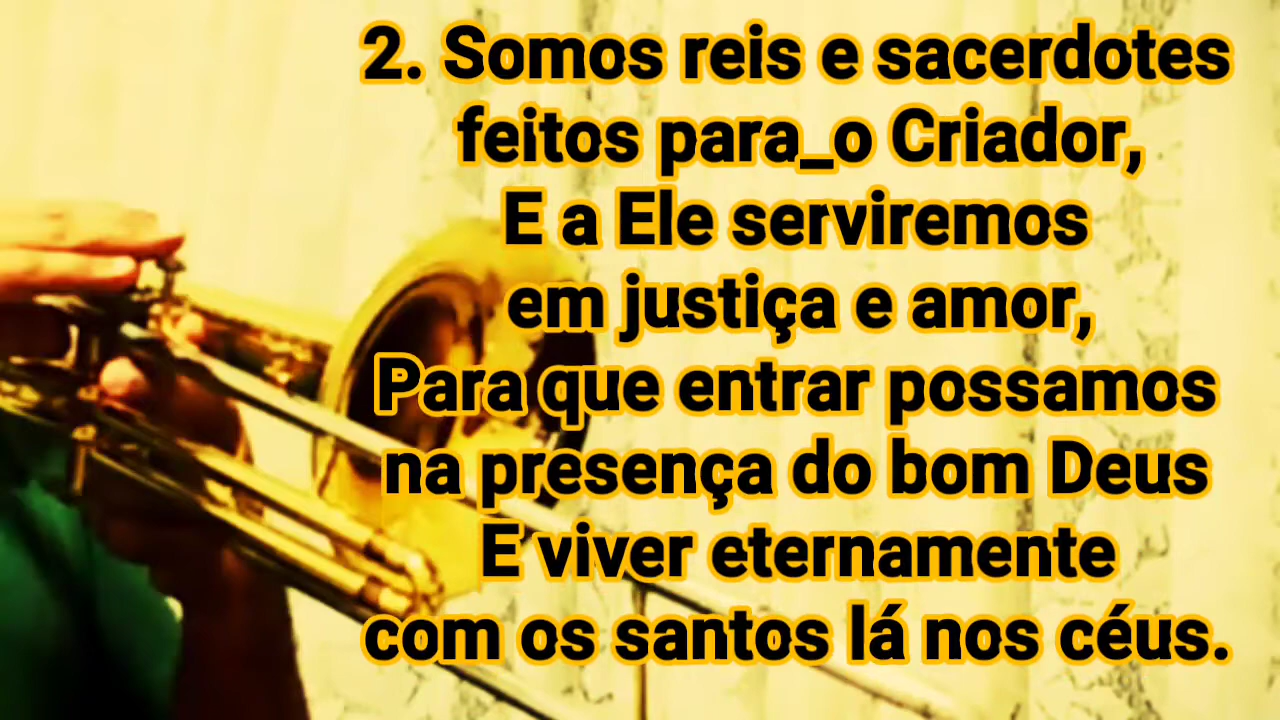 2. Somos reis e sacerdotes
feitos para_o Criador,
E a Ele serviremos
em justiça e amor,
Para que entrar possamos
na presença do bom Deus
E viver eternamente
com os santos lá nos céus.